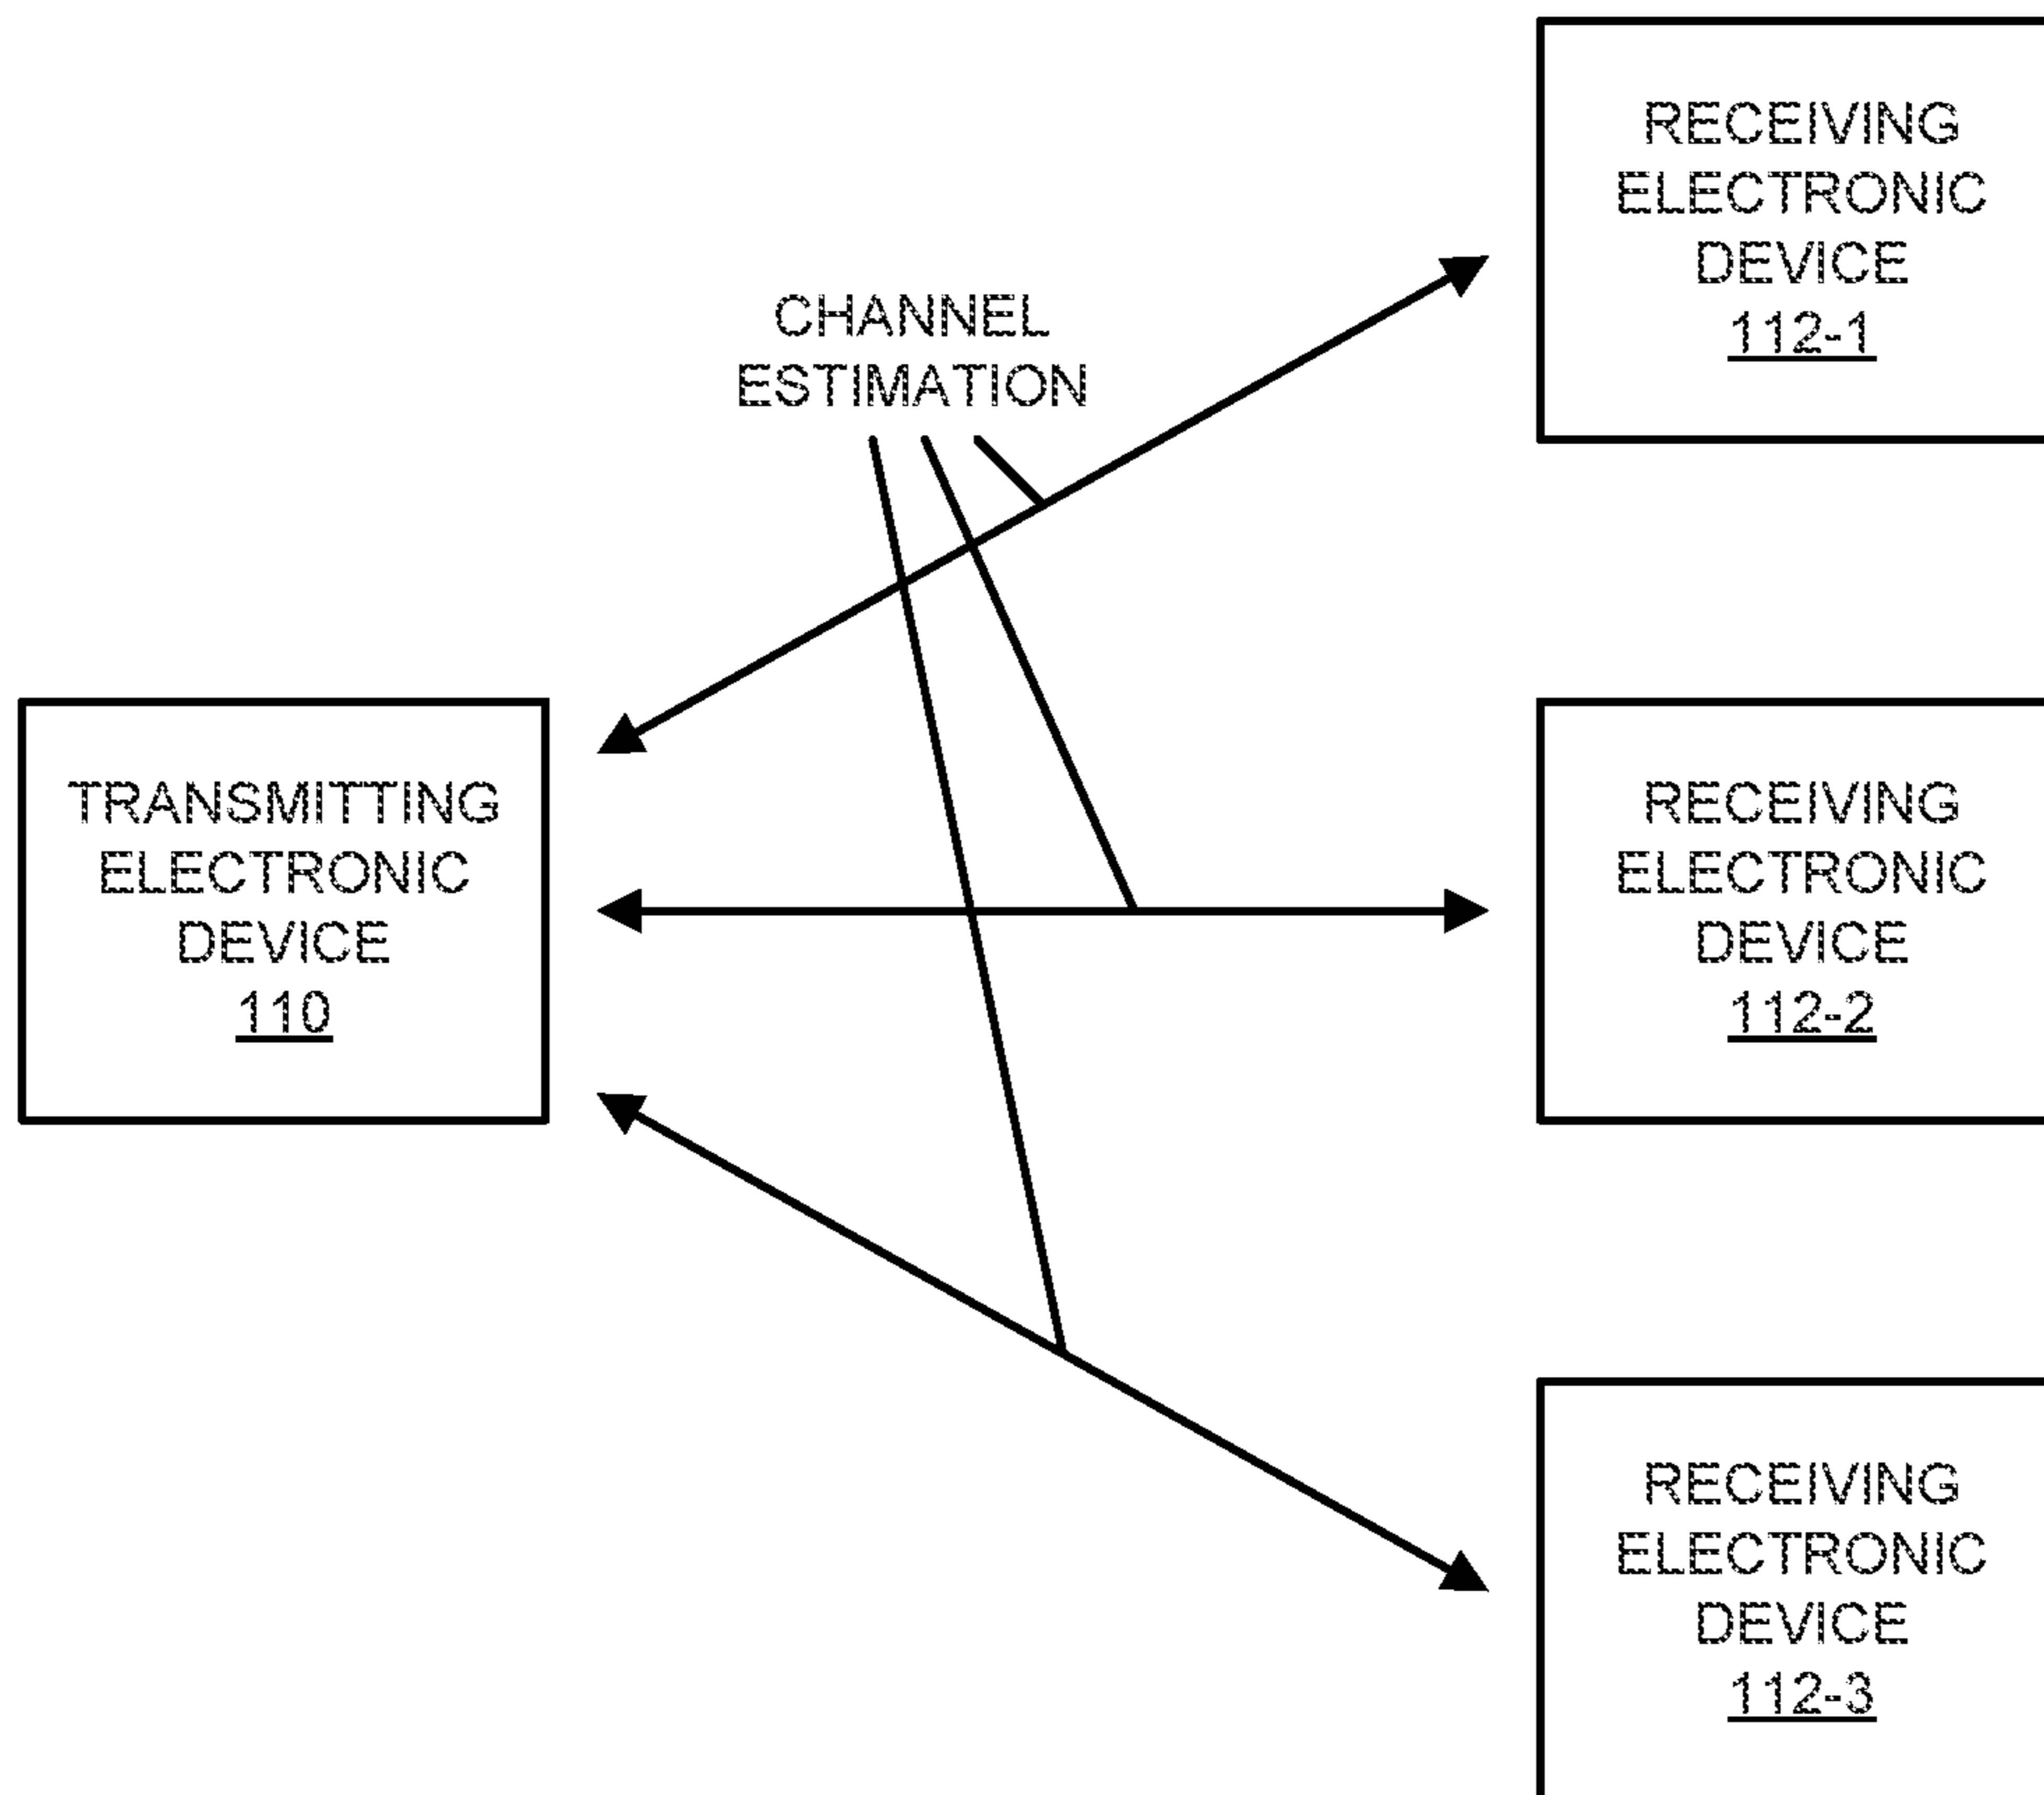 RECEIVING
ELECTRONIC
DEVICE
112-1
CHANNEL
ESTIMATION
TRANSMITTING
ELECTRONIC
DEVICE
110
RECEIVING
ELECTRONIC
DEVICE
112-2
RECEIVING
ELECTRONIC
DEVICE
112-3